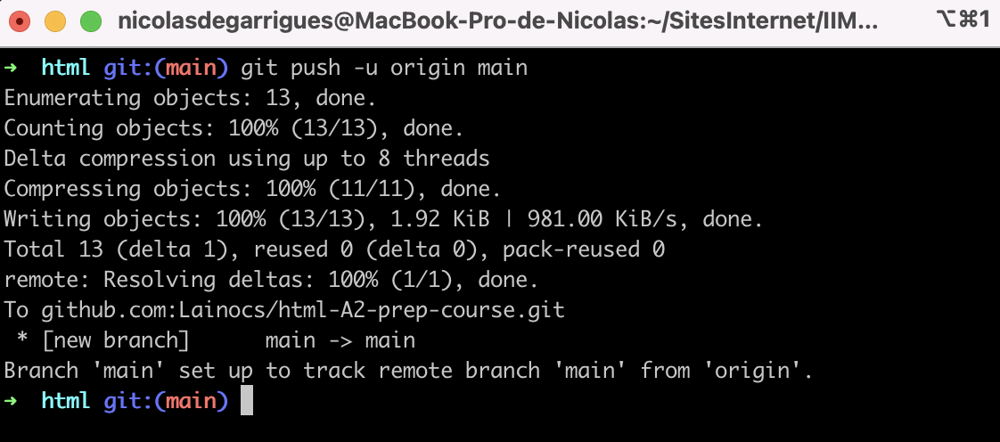 nicolasdegarrigues@MacBook-Pro-de-Nicolas:~/SitesInternet/IIM... ⌥⌘1
➜ html git:(main) git push -u origin main
Enumerating objects: 13, done.
Counting objects: 100% (13/13), done.
Delta compression using up to 8 threads
Compressing objects: 100% (11/11), done.
Writing objects: 100% (13/13), 1.92 KiB | 981.00 KiB/s, done.
Total 13 (delta 1), reused 0 (delta 0), pack-reused 0
remote: Resolving deltas: 100% (1/1), done.
To github.com:Lainocs/html-A2-prep-course.git
 * [new branch]      main -> main
Branch 'main' set up to track remote branch 'main' from 'origin'.
➜ html git:(main)